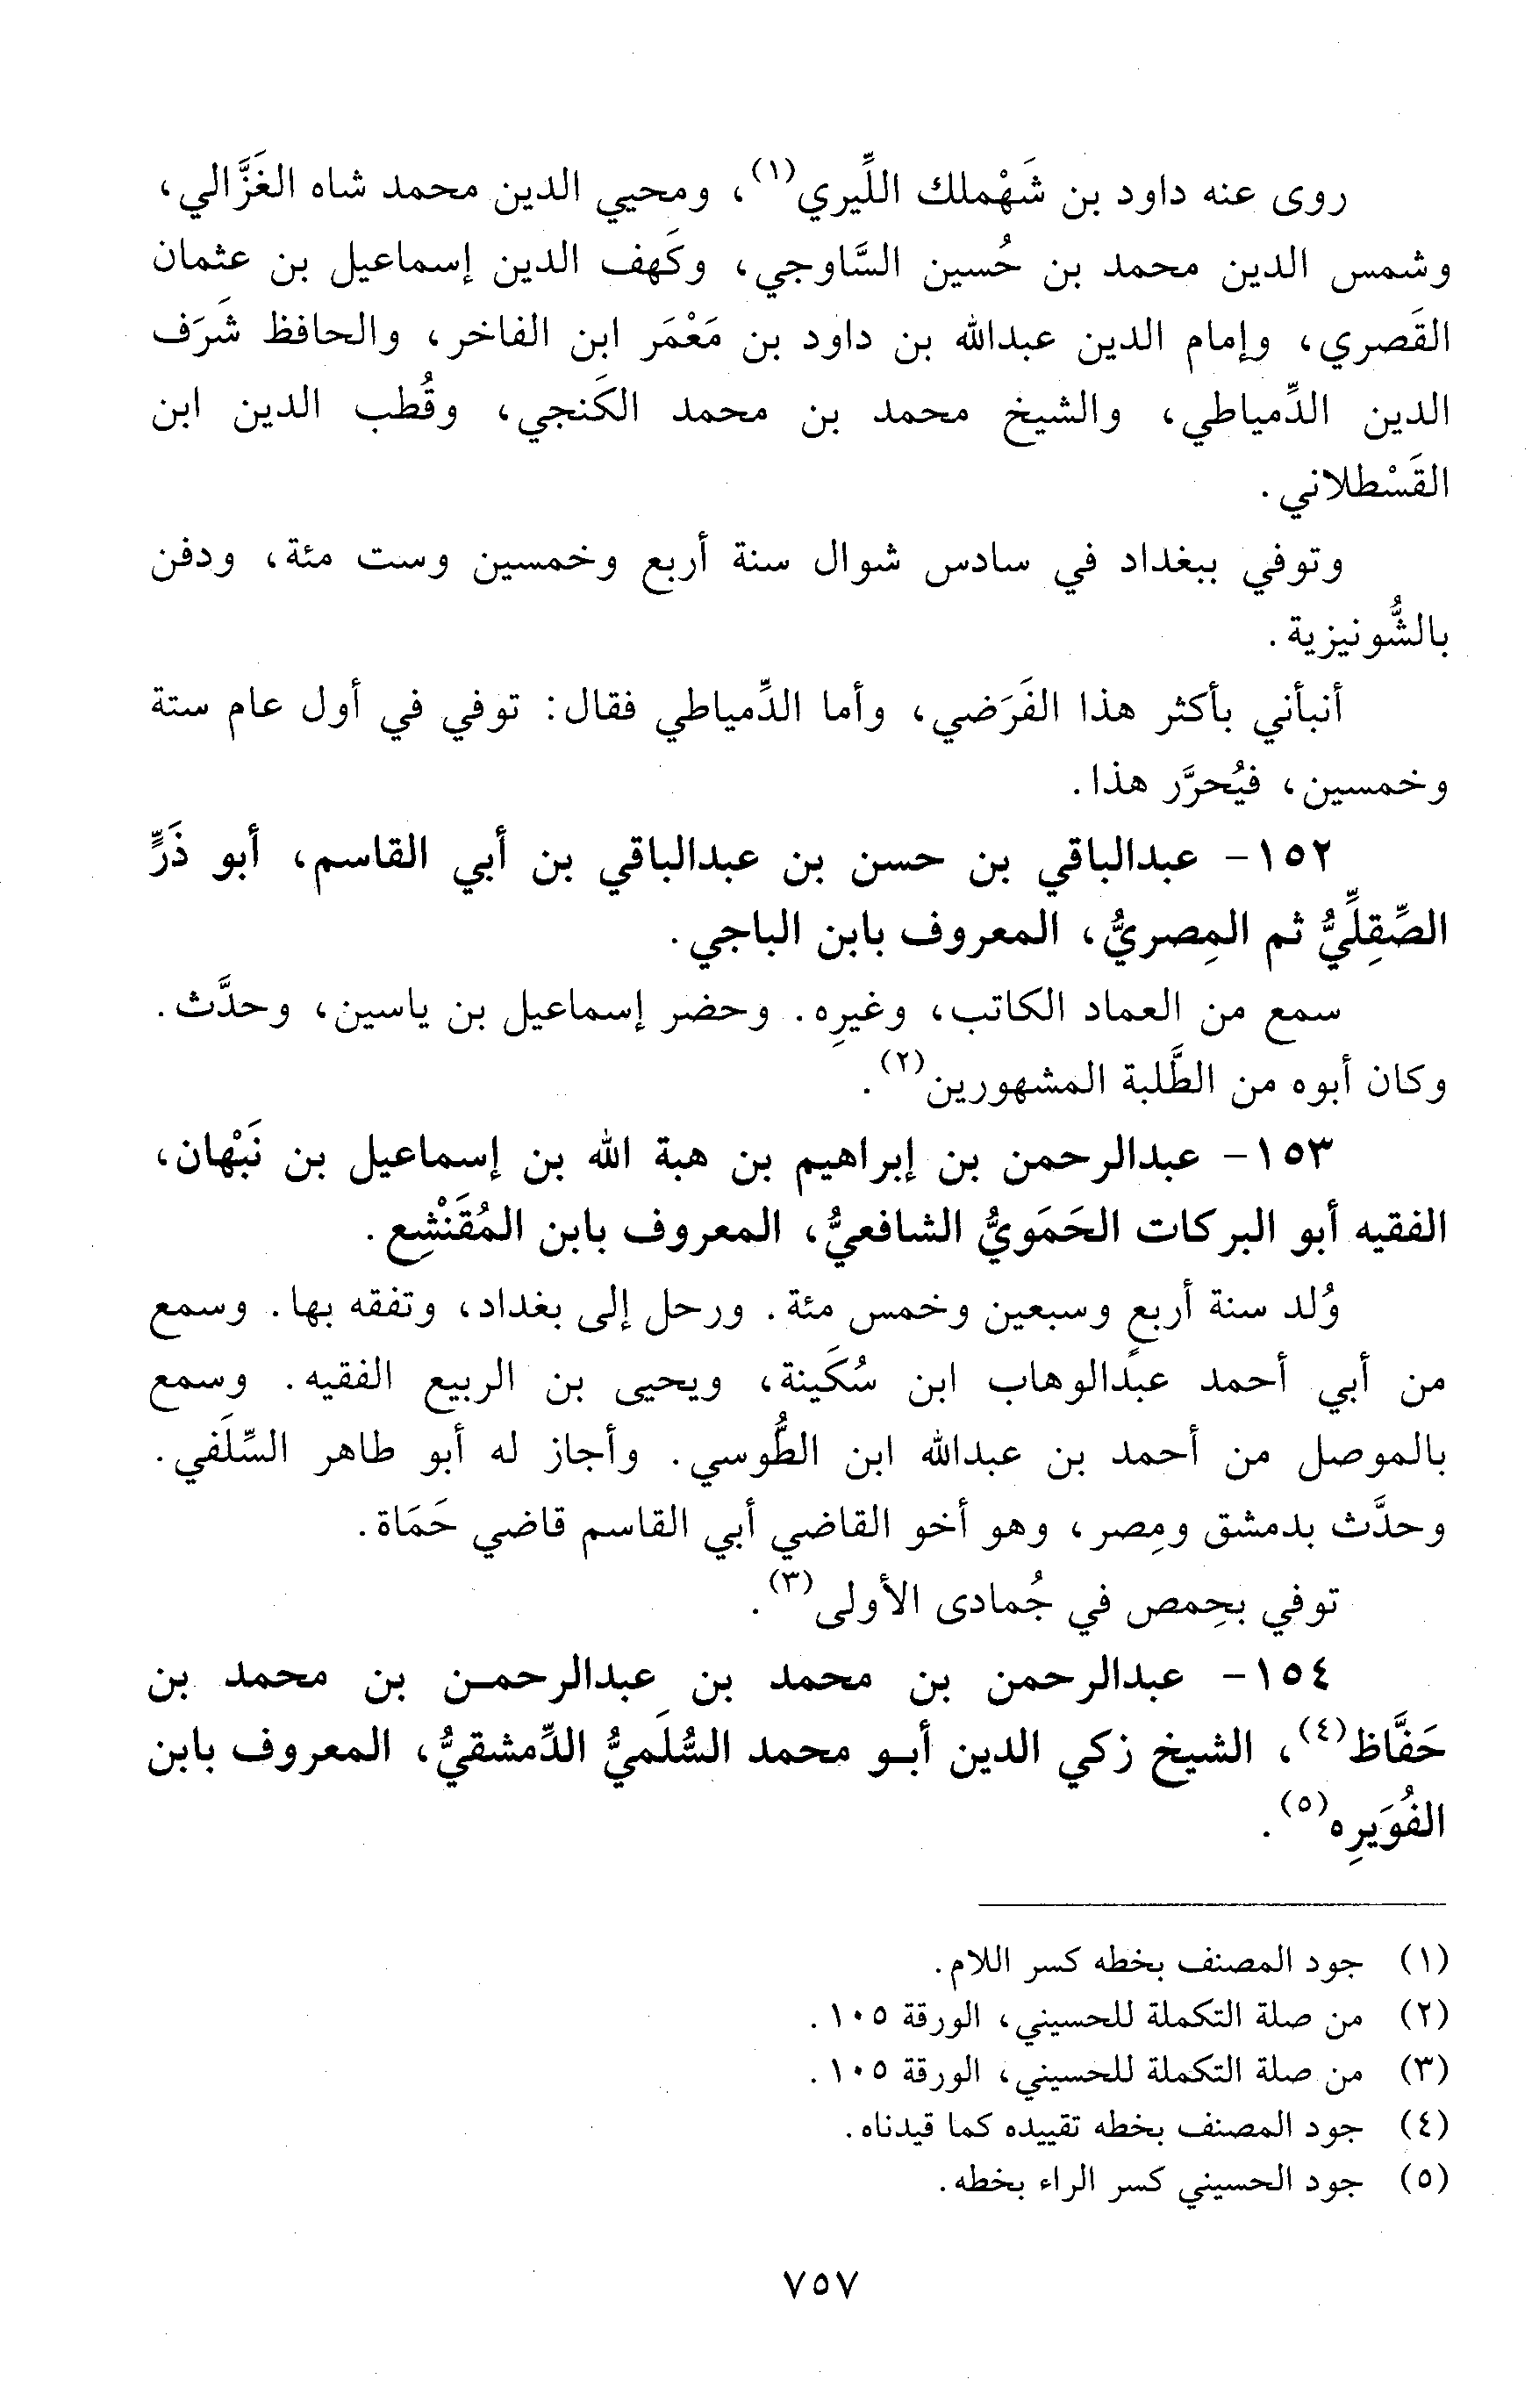 روى عنه داود بن شَهْملك اللِّيري(١)، ومحيي الدين محمد شاه الغَزَّالي،
وشمس الدين محمد بن حُسين السَّاوجي، وكَهف الدين إسماعيل بن عثمان
القَصري، وإمام الدين عبدالله بن داود بن مَعْمَر ابن الفاخر، والحافظ شَرَف
الدين الدِّمياطي، والشيخ محمد بن محمد الكَنجي، وقُطب الدين ابن
القَسْطلاني.
وتوفي ببغداد في سادس شوال سنة أربع وخمسين وست مئة، ودفن
بالشُّونيزية.
أنبأني بأكثر هذا الفَرَضي، وأما الدِّمياطي فقال: توفي في أول عام ستة
وخمسين، فيُحرَّر هذا.
١٥٢- عبدالباقي بن حسن بن عبدالباقي بن أبي القاسم، أبو ذَرٍّ
الصِّقِلِّيُّ ثم المِصريُّ، المعروف بابن الباجي.
سمع من العماد الكاتب، وغيرِه. وحضر إسماعيل بن ياسين، وحدَّث.
وكان أبوه من الطَّلبة المشهورين(٢).
١٥٣- عبدالرحمن بن إبراهيم بن هبة الله بن إسماعيل بن نَبْهان،
الفقيه أبو البركات الحَمَويُّ الشافعيُّ، المعروف بابن المُقَنْشِع.
وُلد سنة أربعٍ وسبعين وخمس مئة. ورحل إلى بغداد، وتفقه بها. وسمع
من أبي أحمد عبدالوهاب ابن سُكَينة، ويحيى بن الربيع الفقيه. وسمع
بالموصل من أحمد بن عبدالله ابن الطُّوسي. وأجاز له أبو طاهر السِّلَفي.
وحدَّث بدمشق ومِصر، وهو أخو القاضي أبي القاسم قاضي حَمَاة.
توفي بحِمص في جُمادى الأولى(٣).
١٥٤- عبدالرحمن بن محمد بن عبدالرحمن بن محمد بن
حَفَّاظ(٤)، الشيخ زكي الدين أبو محمد السُّلَميُّ الدِّمشقيُّ، المعروف بابن
الفُوَيرِه(٥).
(١) جود المصنف بخطه كسر اللام.
(٢) من صلة التكملة للحسيني، الورقة ١٠٥.
(٣) من صلة التكملة للحسيني، الورقة ١٠٥.
(٤) جود المصنف بخطه تقييده كما قيدناه.
(٥) جود الحسيني كسر الراء بخطه.
٧٥٧